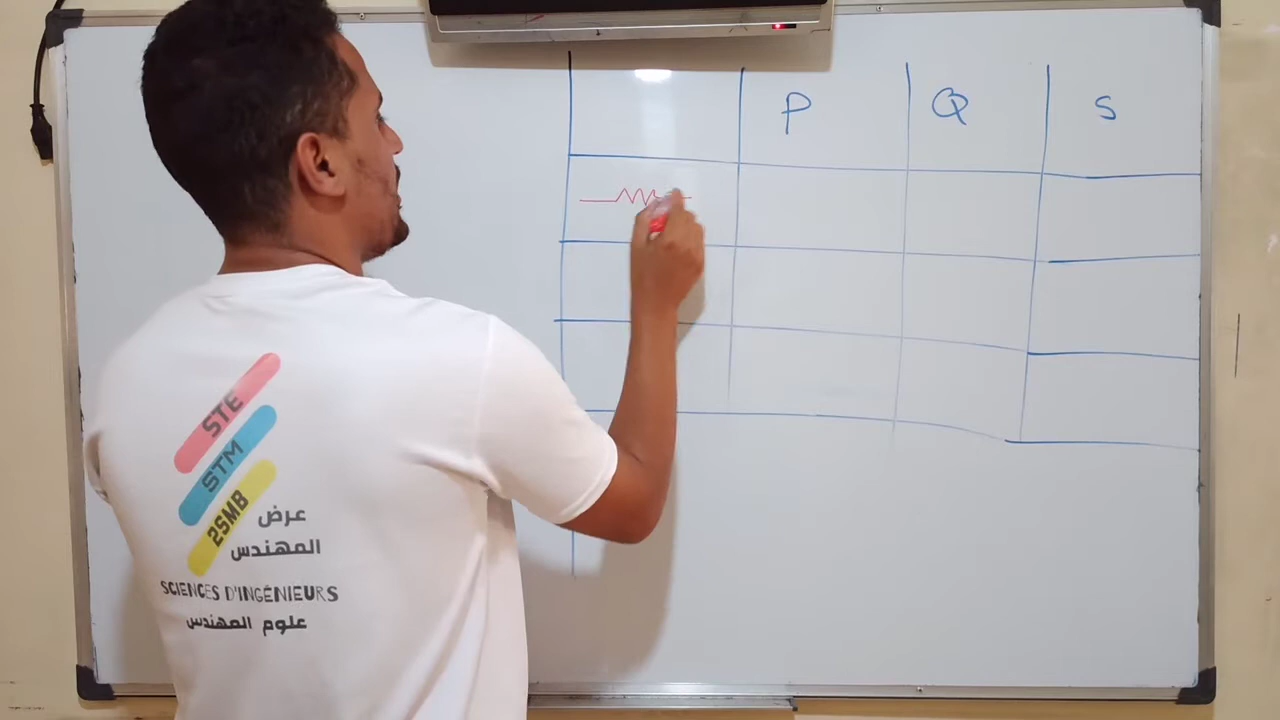 P Q S
STE
STM
2SMB
عرض
المهندس
SCIENCES D'INGÉNIEURS
علوم المهندس